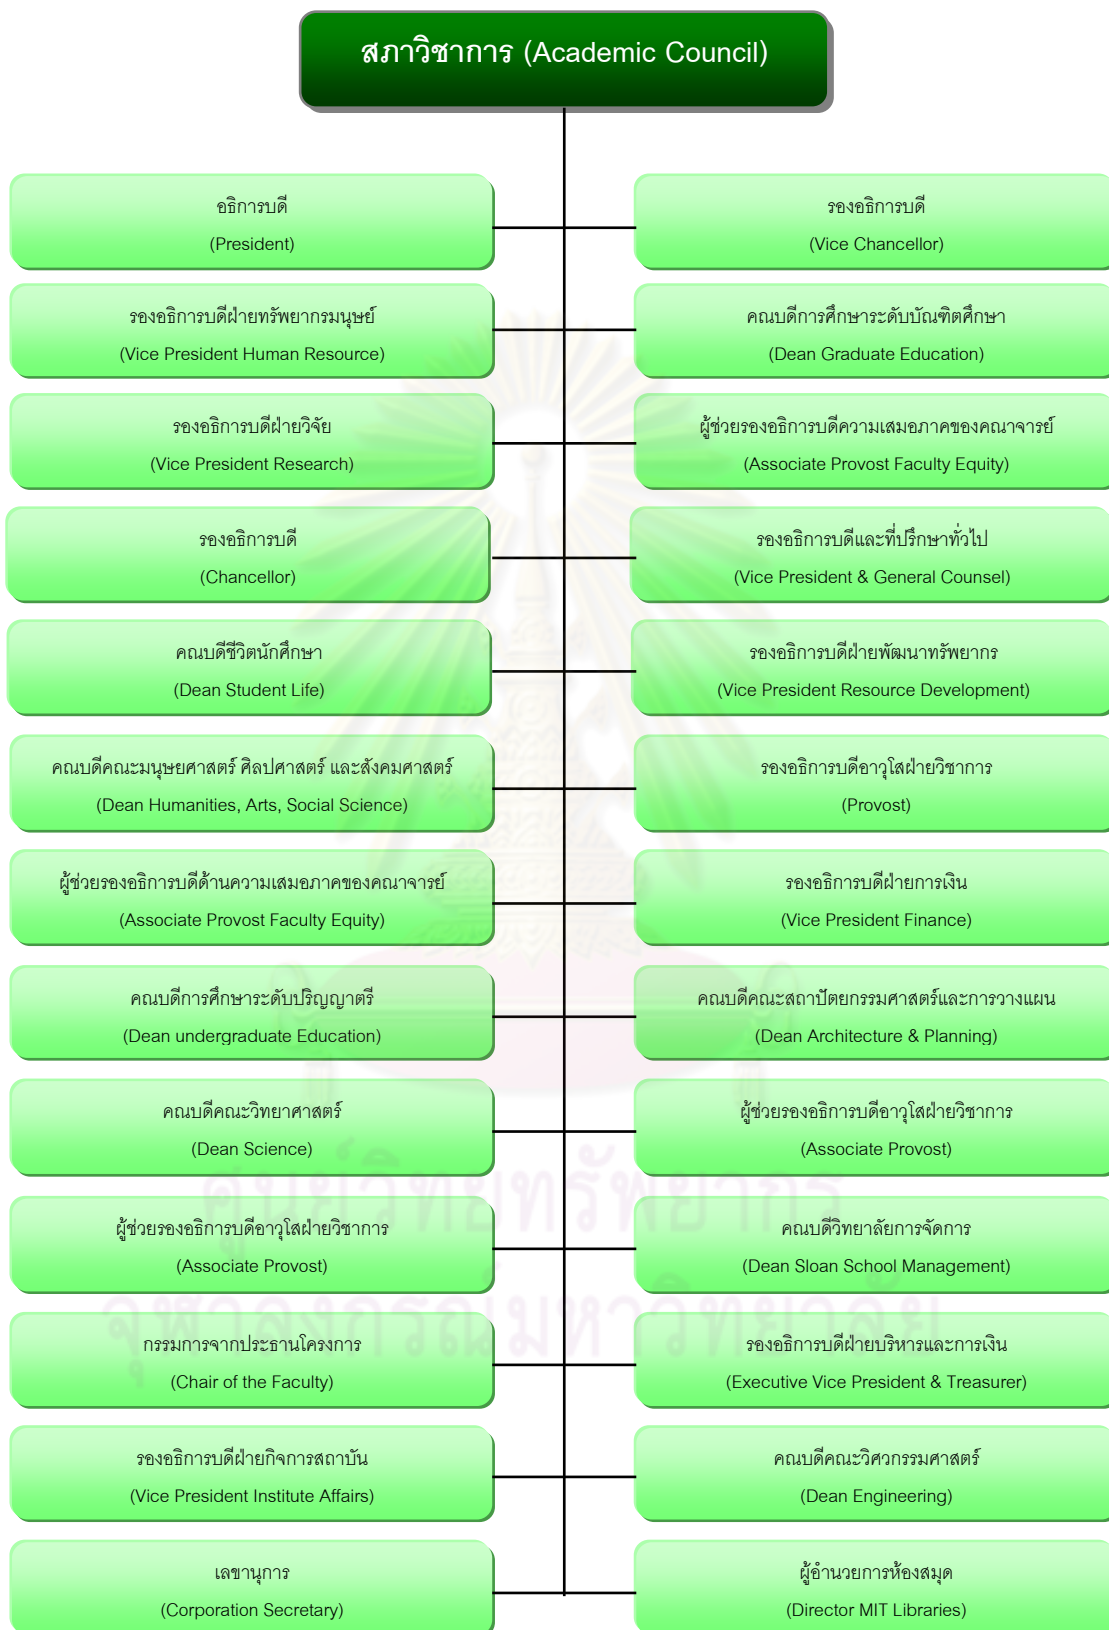 สภาวิชาการ (Academic Council)
อธิการบดี
(President)
รองอธิการบดี
(Vice Chancellor)
รองอธิการบดีฝ่ายทรัพยากรมนุษย์
(Vice President Human Resource)
คณบดีการศึกษาระดับบัณฑิตศึกษา
(Dean Graduate Education)
รองอธิการบดีฝ่ายวิจัย
(Vice President Research)
ผู้ช่วยรองอธิการบดีความเสมอภาคของคณาจารย์
(Associate Provost Faculty Equity)
รองอธิการบดี
(Chancellor)
รองอธิการบดีและที่ปรึกษาทั่วไป
(Vice President & General Counsel)
คณบดีชีวิตนักศึกษา
(Dean Student Life)
รองอธิการบดีฝ่ายพัฒนาทรัพยากร
(Vice President Resource Development)
คณบดีคณะมนุษยศาสตร์ ศิลปศาสตร์ และสังคมศาสตร์
(Dean Humanities, Arts, Social Science)
รองอธิการบดีอาวุโสฝ่ายวิชาการ
(Provost)
ผู้ช่วยรองอธิการบดีด้านความเสมอภาคของคณาจารย์
(Associate Provost Faculty Equity)
รองอธิการบดีฝ่ายการเงิน
(Vice President Finance)
คณบดีการศึกษาระดับปริญญาตรี
(Dean undergraduate Education)
คณบดีคณะสถาปัตยกรรมศาสตร์และการวางแผน
(Dean Architecture & Planning)
คณบดีคณะวิทยาศาสตร์
(Dean Science)
ผู้ช่วยรองอธิการบดีอาวุโสฝ่ายวิชาการ
(Associate Provost)
ศูนย์วิทยทรัพยากร
ผู้ช่วยรองอธิการบดีอาวุโสฝ่ายวิชาการ
(Associate Provost)
คณบดีวิทยาลัยการจัดการ
(Dean Sloan School Management)
จุฬาลงกรณ์มหาวิทยาลัย
กรรมการจากประธานโครงการ
(Chair of the Faculty)
รองอธิการบดีฝ่ายบริหารและการเงิน
(Executive Vice President & Treasurer)
รองอธิการบดีฝ่ายกิจการสถาบัน
(Vice President Institute Affairs)
คณบดีคณะวิศวกรรมศาสตร์
(Dean Engineering)
เลขานุการ
(Corporation Secretary)
ผู้อำนวยการห้องสมุด
(Director MIT Libraries)